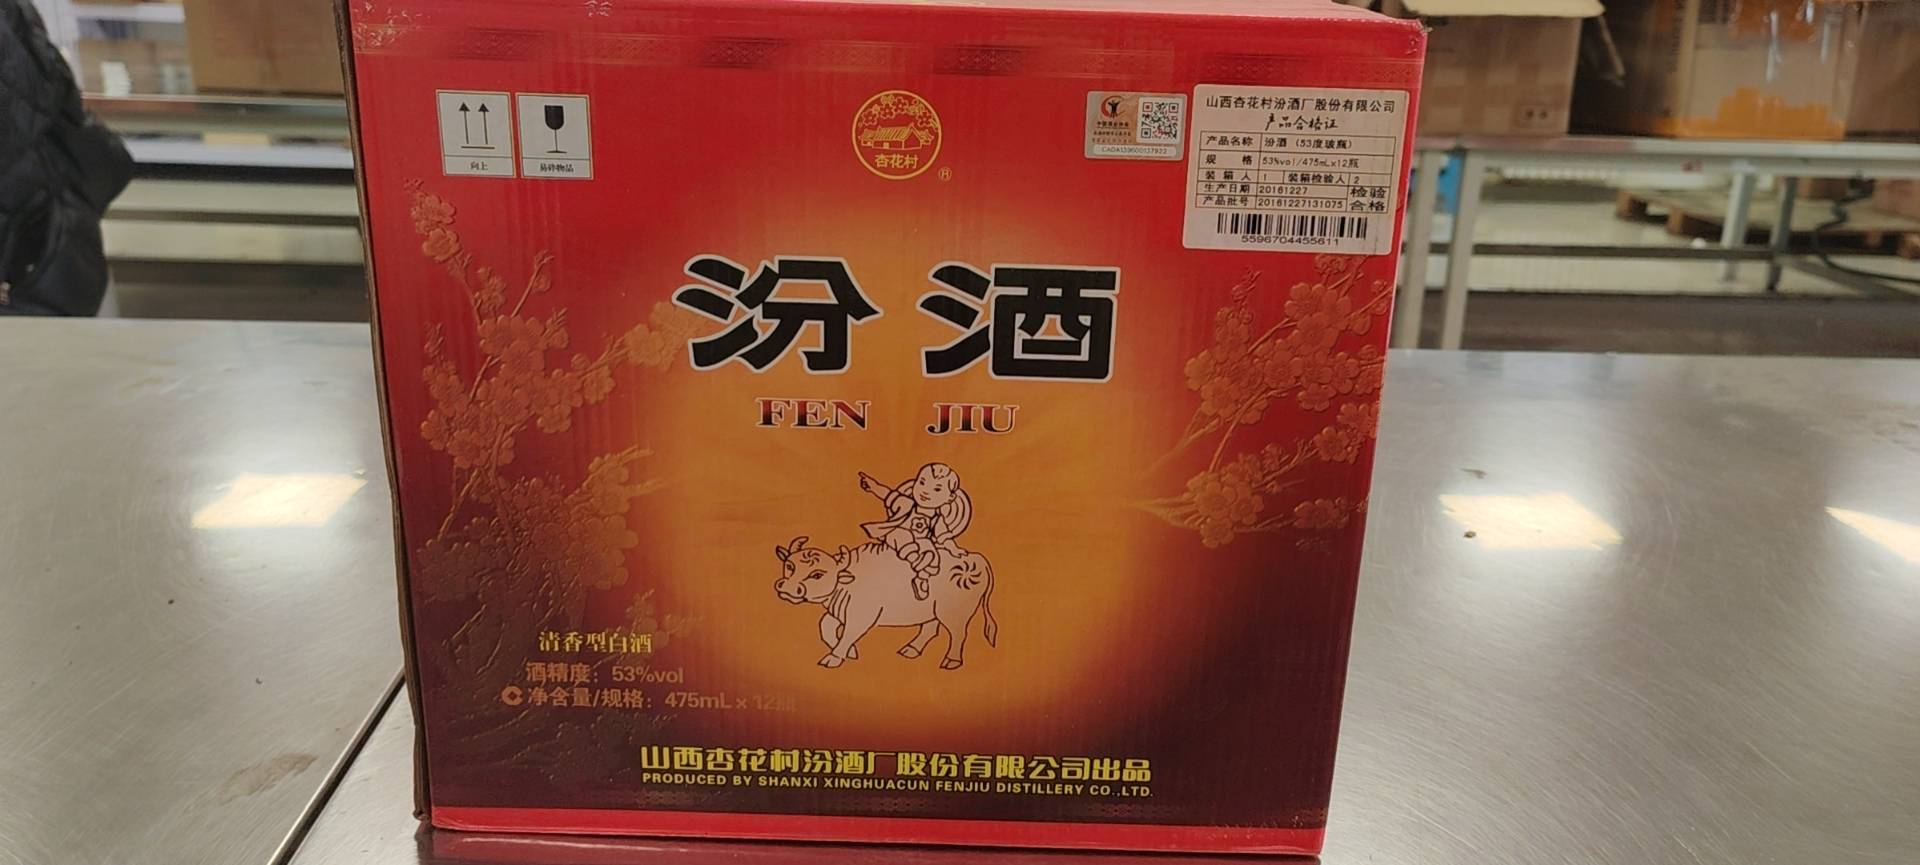 向上
易碎物品
杏花村
®
CADA139600137922
山西杏花村汾酒厂股份有限公司
产品合格证
产品名称 汾酒（53度玻瓶）
规 格 53%vol/475mL×12瓶
装箱人 1 装箱检验人 2
生产日期 20161227 检验
产品批号 20161227131075 合格
5596704455611
汾酒
FEN JIU
清香型白酒
酒精度：53%vol
净含量/规格：475mL×12瓶
山西杏花村汾酒厂股份有限公司出品
PRODUCED BY SHANXI XINGHUACUN FENJIU DISTILLERY CO.,LTD.